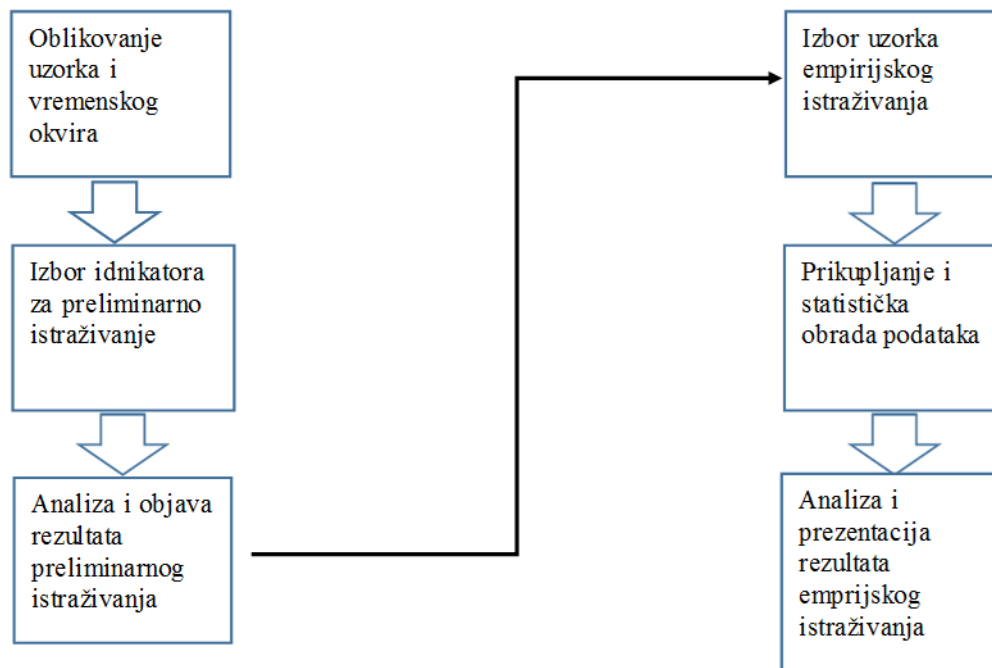 Oblikovanje
uzorka i
vremenskog
okvira
Izbor idnikatora
za preliminarno
istraživanje
Analiza i objava
rezultata
preliminarnog
istraživanja
Izbor uzorka
empirijskog
istraživanja
Prikupljanje i
statistička
obrada podataka
Analiza i
prezentacija
rezultata
emprijskog
istraživanja